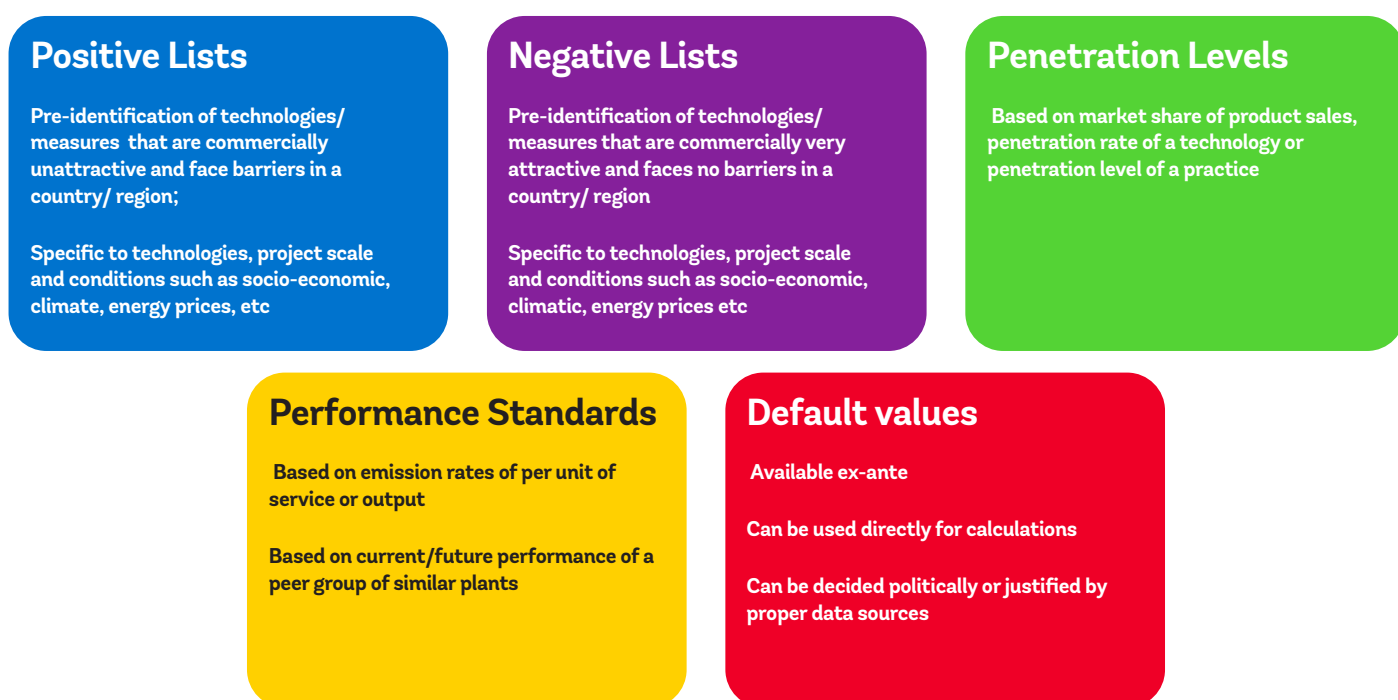 Positive Lists
Pre-identification of technologies/
measures that are commercially
unattractive and face barriers in a
country/ region;
Specific to technologies, project scale
and conditions such as socio-economic,
climate, energy prices, etc
Negative Lists
Pre-identification of technologies/
measures that are commercially very
attractive and faces no barriers in a
country/ region
Specific to technologies, project scale
and conditions such as socio-economic,
climatic, energy prices etc
Penetration Levels
Based on market share of product sales,
penetration rate of a technology or
penetration level of a practice
Performance Standards
Based on emission rates of per unit of
service or output
Based on current/future performance of a
peer group of similar plants
Default values
Available ex-ante
Can be used directly for calculations
Can be decided politically or justified by
proper data sources